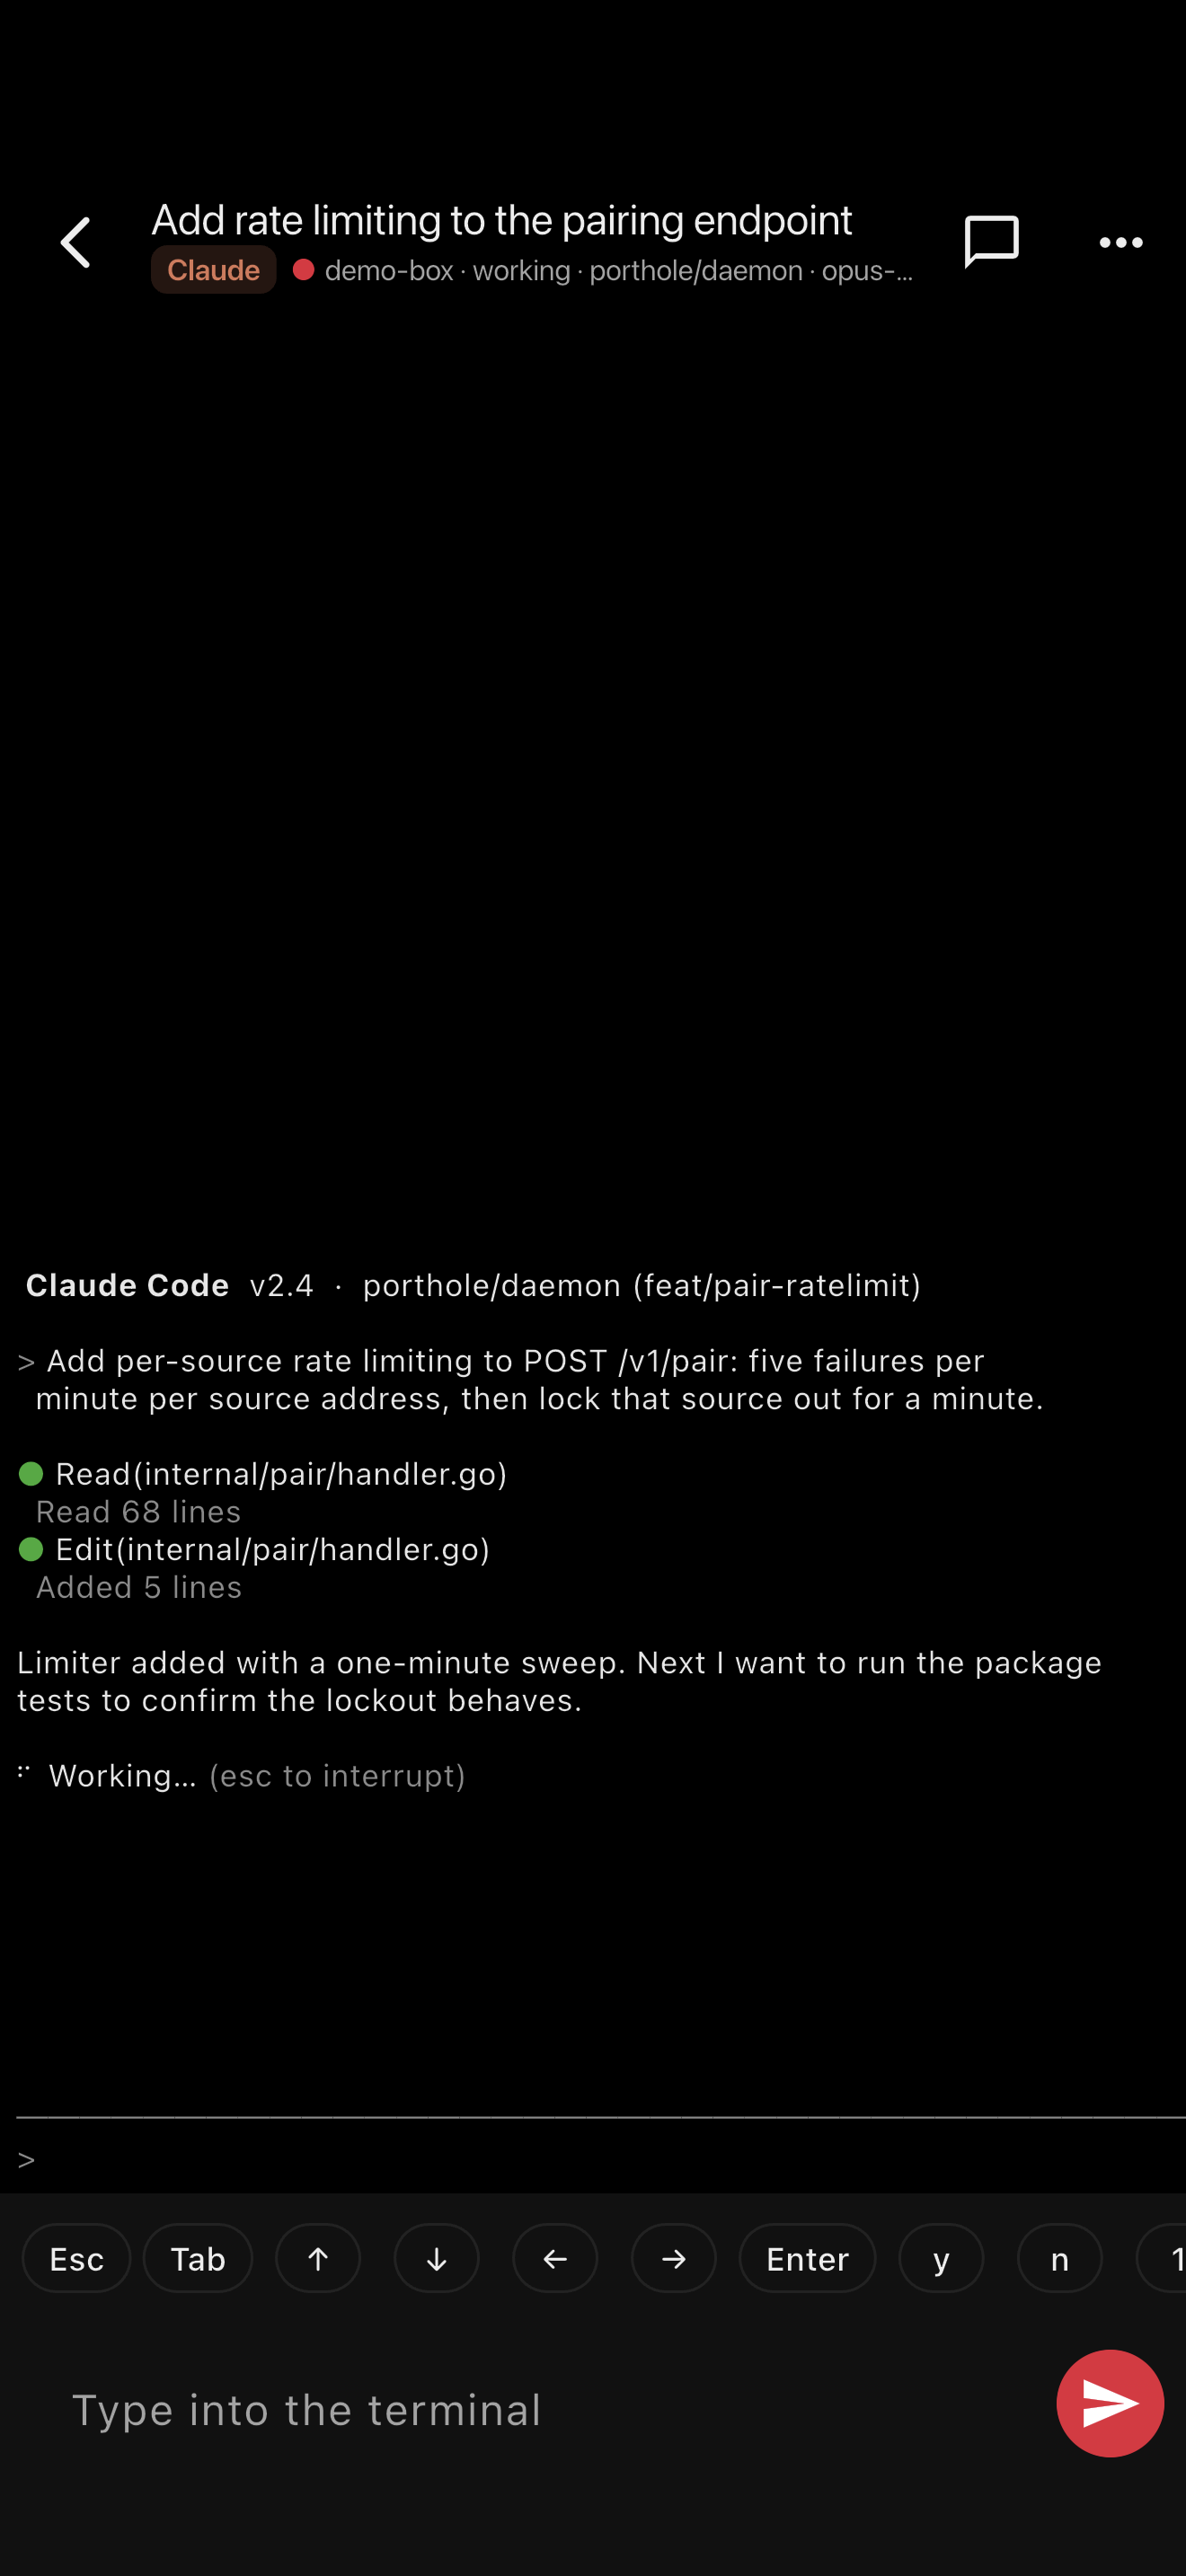 Add rate limiting to the pairing endpoint
Claude demo-box · working · porthole/daemon · opus-...
Claude Code v2.4 · porthole/daemon (feat/pair-ratelimit)
> Add per-source rate limiting to POST /v1/pair: five failures per
minute per source address, then lock that source out for a minute.
Read(internal/pair/handler.go)
Read 68 lines
Edit(internal/pair/handler.go)
Added 5 lines
Limiter added with a one-minute sweep. Next I want to run the package
tests to confirm the lockout behaves.
Working... (esc to interrupt)
>
Esc Tab ↑ ↓ ← → Enter y n 1
Type into the terminal